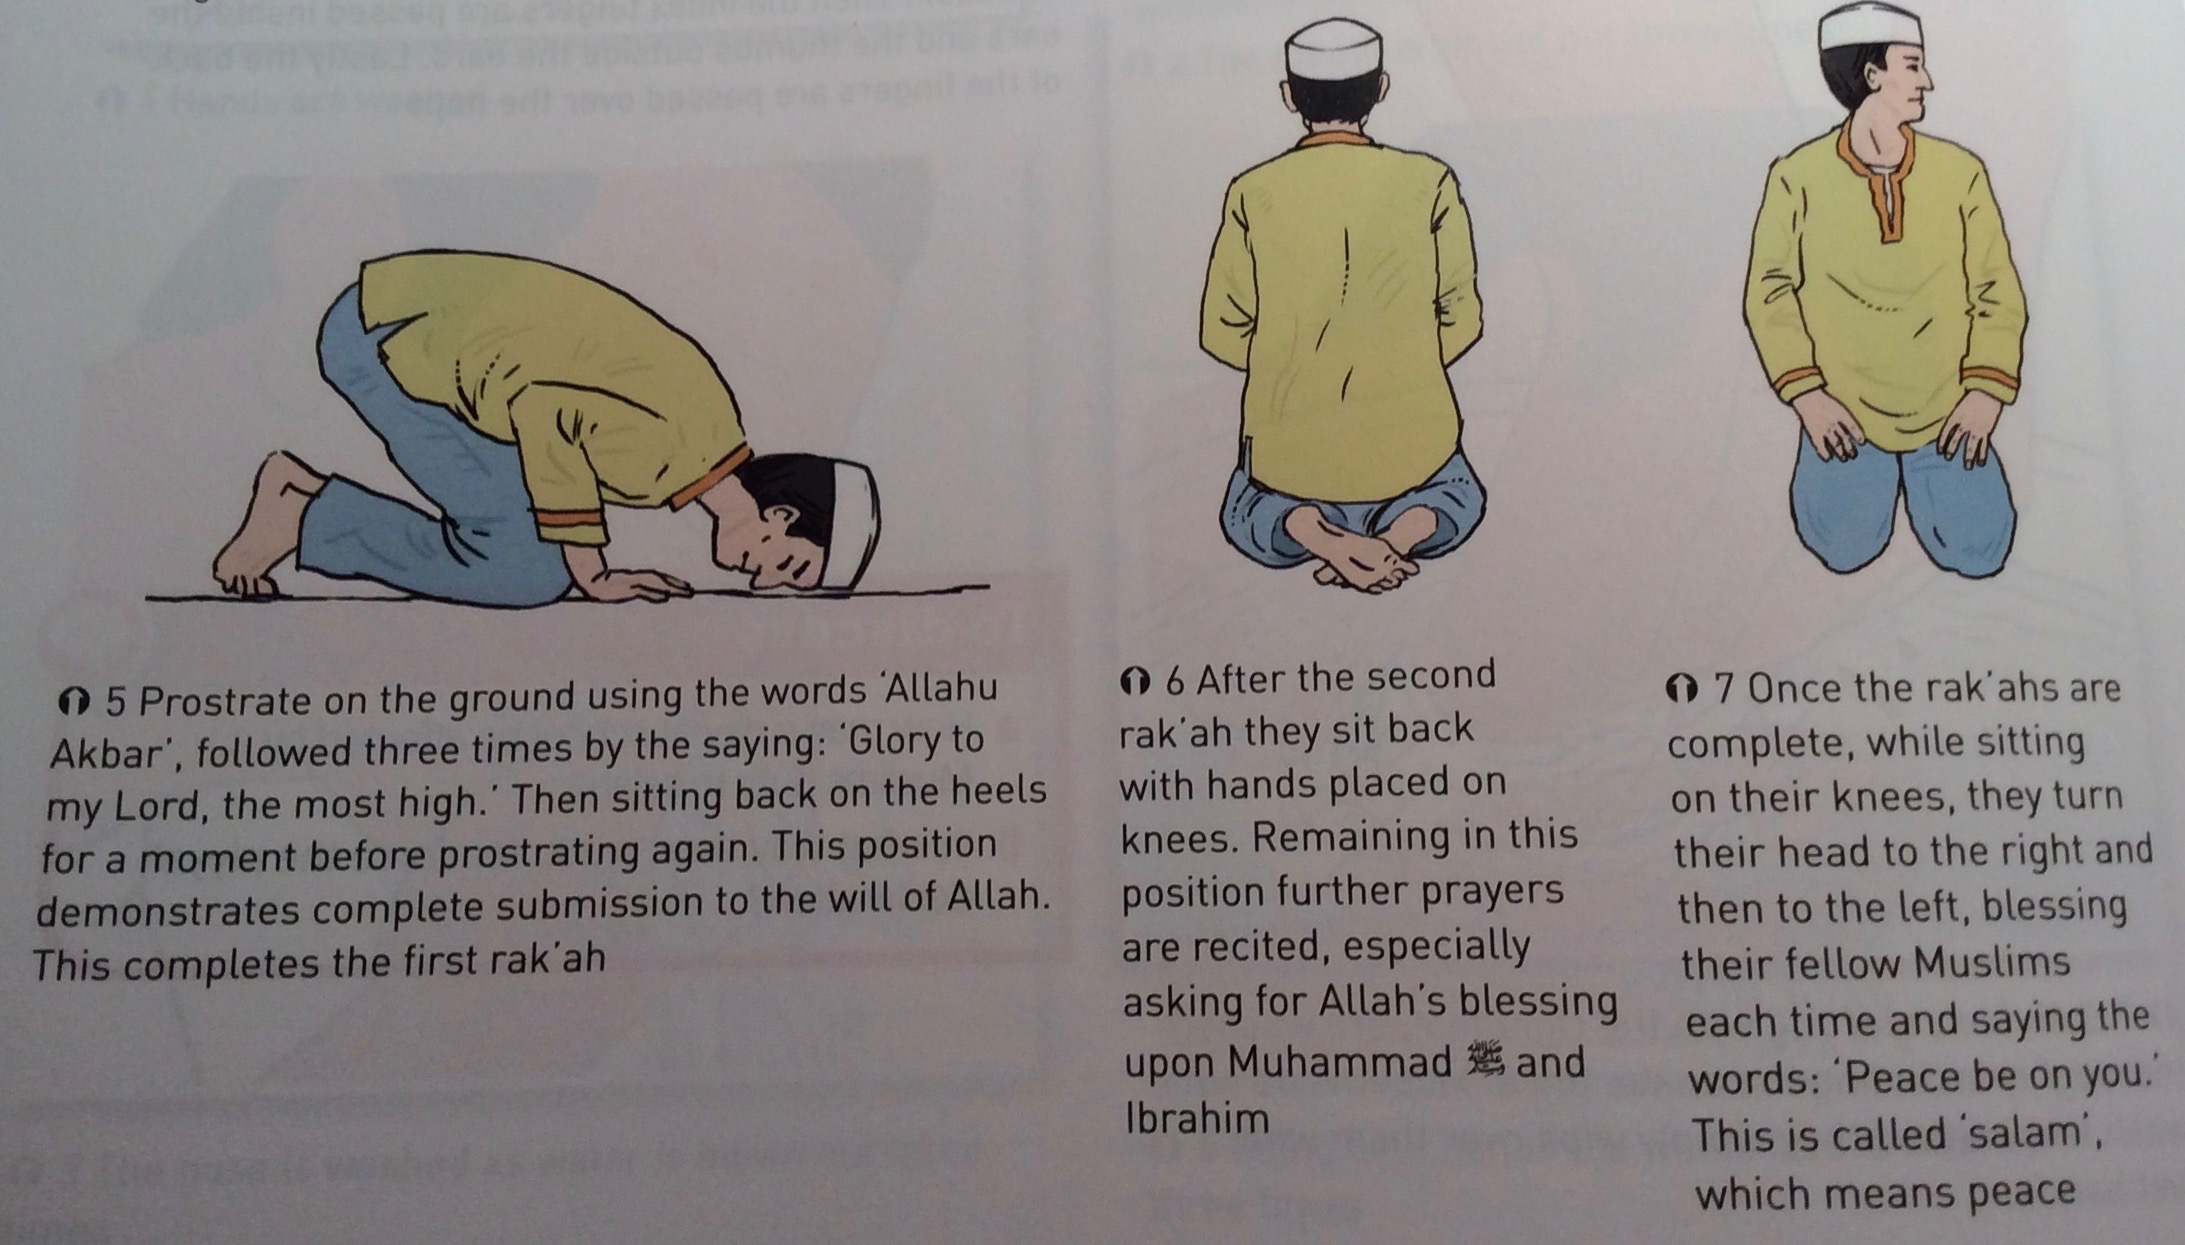 5 Prostrate on the ground using the words ‘Allahu
Akbar’, followed three times by the saying: ‘Glory to
my Lord, the most high.’ Then sitting back on the heels
for a moment before prostrating again. This position
demonstrates complete submission to the will of Allah.
This completes the first rak’ah
6 After the second
rak’ah they sit back
with hands placed on
knees. Remaining in this
position further prayers
are recited, especially
asking for Allah’s blessing
upon Muhammad ﷺ and
Ibrahim
7 Once the rak’ahs are
complete, while sitting
on their knees, they turn
their head to the right and
then to the left, blessing
their fellow Muslims
each time and saying the
words: ‘Peace be on you.’
This is called ‘salam’,
which means peace